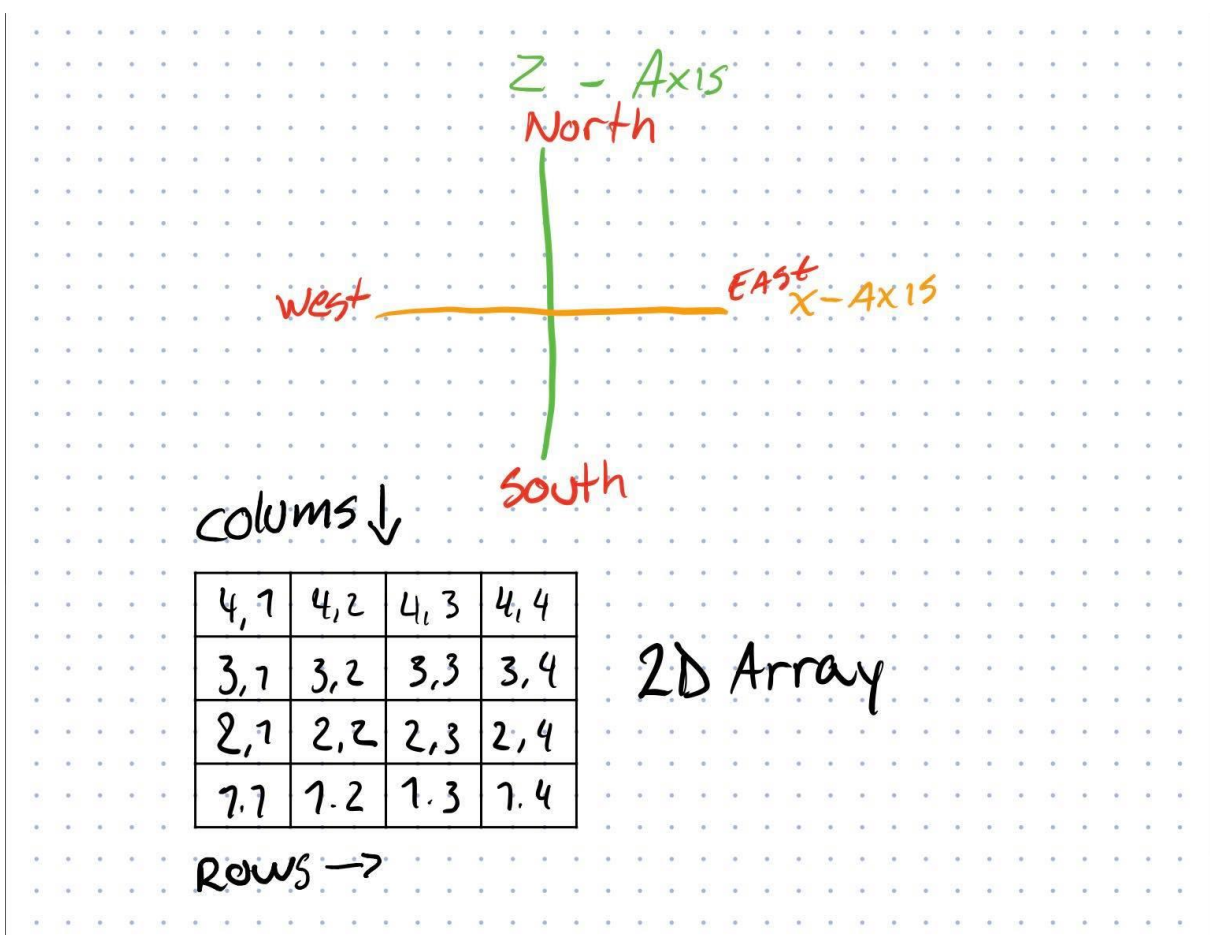 Z - Axis
North
West
EAst
X-AXIS
South
colums ↓
4,1 4,2 4,3 4,4
3,1 3,2 3,3 3,4
2,1 2,2 2,3 2,4
1.1 1.2 1.3 1.4
2D Array
Rows →